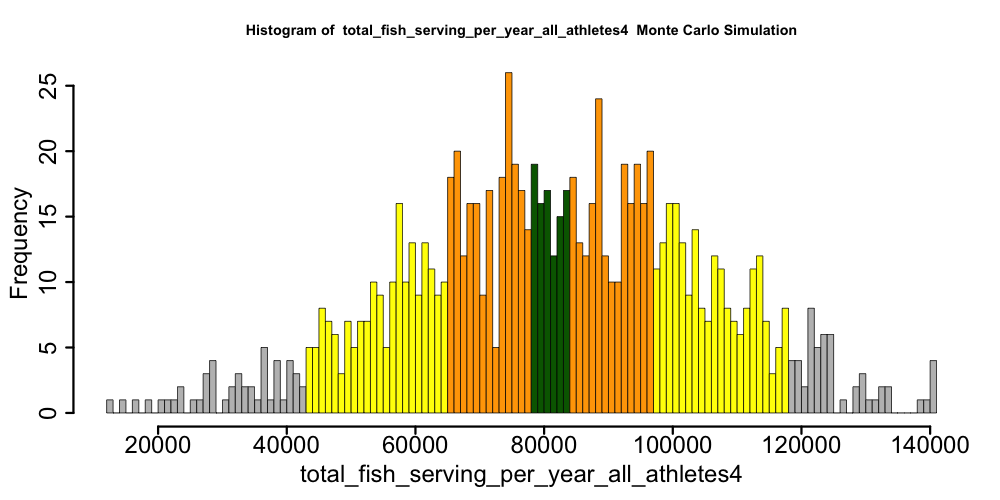 Histogram of total_fish_serving_per_year_all_athletes4 Monte Carlo Simulation
Frequency
25
20
15
10
5
0
20000 40000 60000 80000 100000 120000 140000
total_fish_serving_per_year_all_athletes4